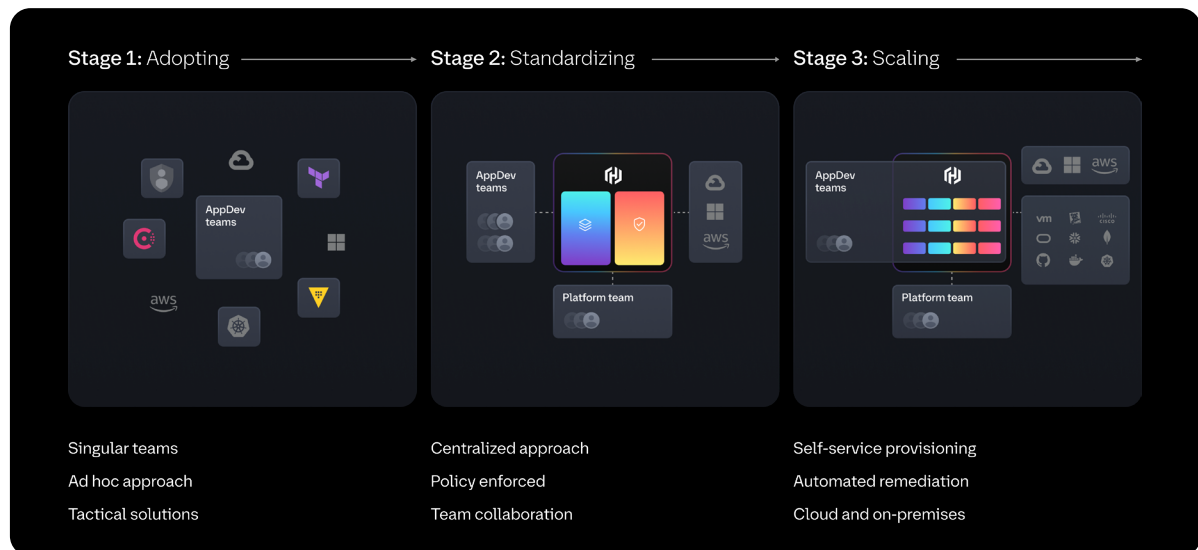 Stage 1: Adopting
Stage 2: Standardizing
Stage 3: Scaling
AppDev
teams
aws
AppDev
teams
aws
Platform team
AppDev
teams
aws
vm
CISCO
Platform team
Singular teams
Ad hoc approach
Tactical solutions
Centralized approach
Policy enforced
Team collaboration
Self-service provisioning
Automated remediation
Cloud and on-premises